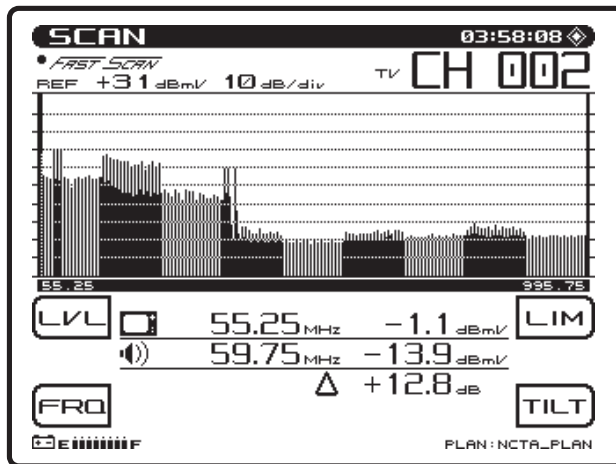 SCAN 03:58:08
FAST SCAN
REF +31 dBmV 10 dB/div TV CH 002
55.25 995.75
LVL 55.25 MHz -1.1 dBmV LIM
59.75 MHz -13.9 dBmV
Δ +12.8 dB
FRQ TILT
E F PLAN:NCTA_PLAN